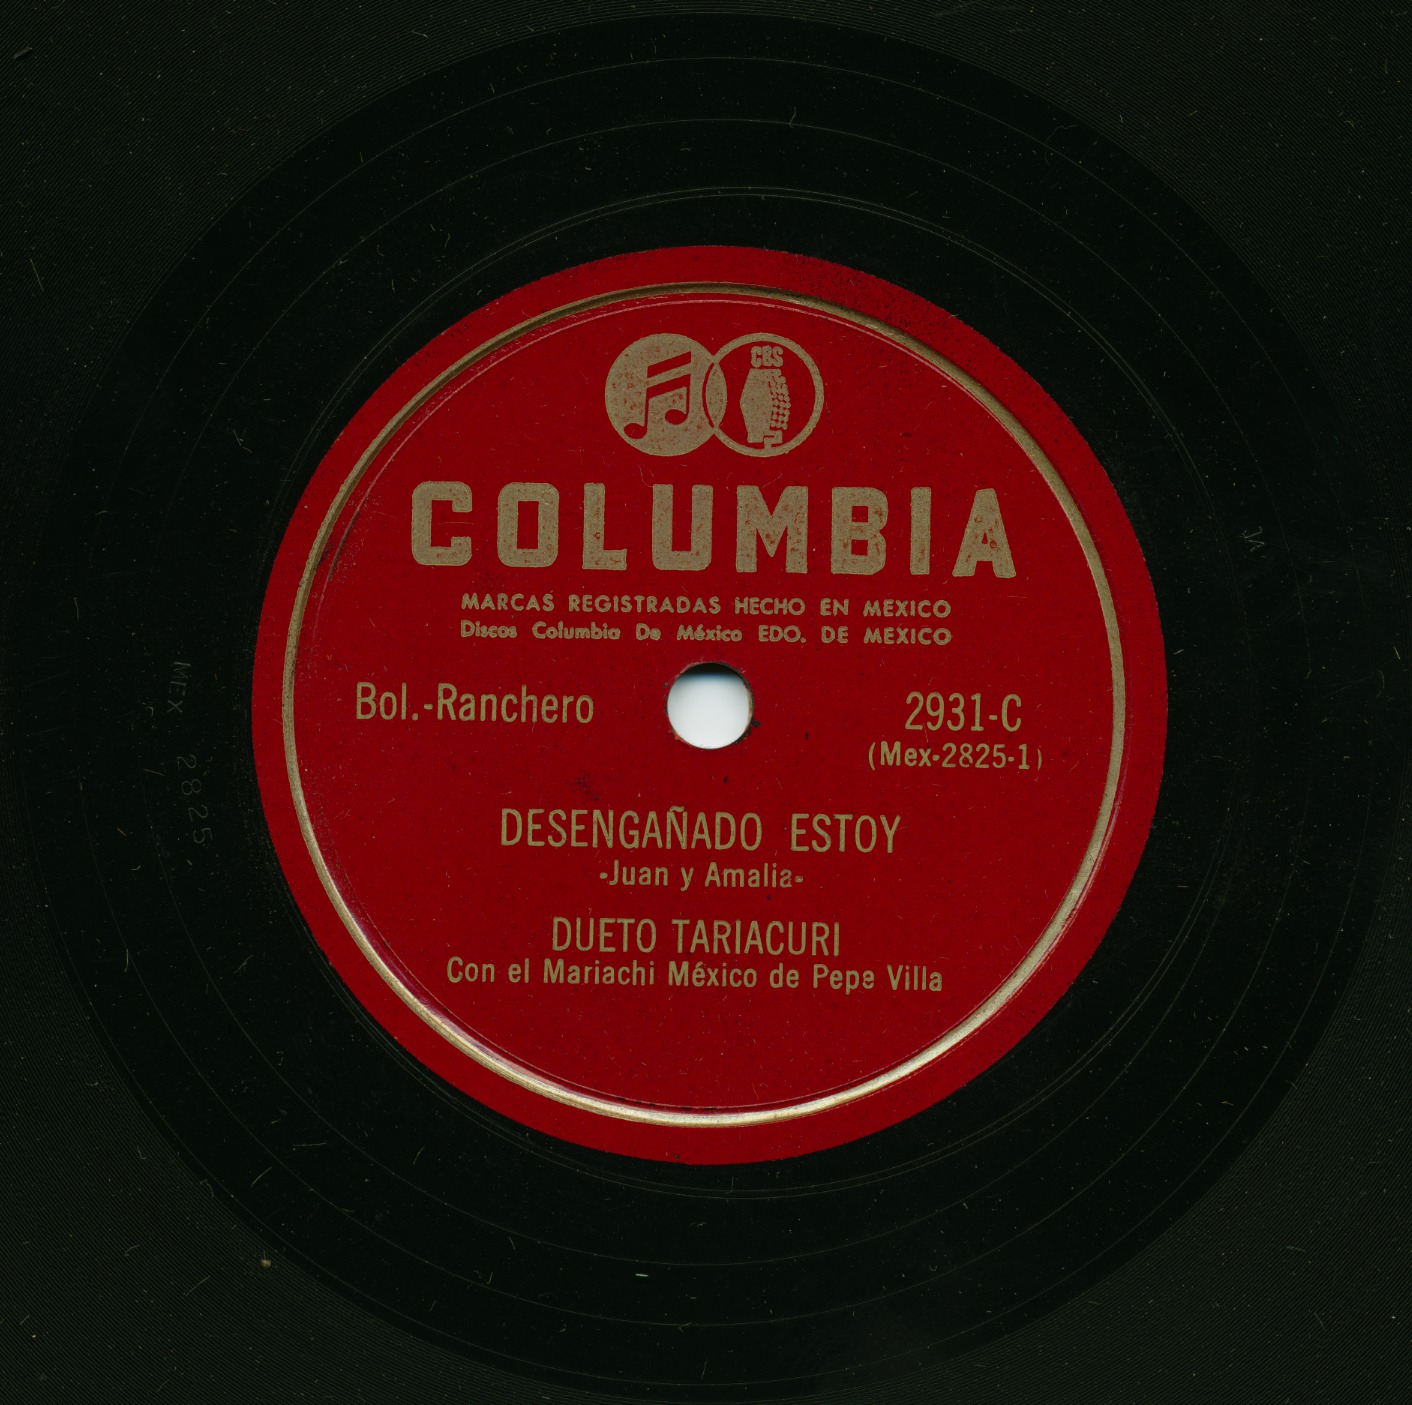 CBS
COLUMBIA
MARCAS REGISTRADAS HECHO EN MEXICO
Discos Columbia De México EDO. DE MEXICO
Bol.-Ranchero
2931-C
(Mex-2825-1)
DESENGAÑADO ESTOY
-Juan y Amalia-
DUETO TARIACURI
Con el Mariachi México de Pepe Villa
MEX 2825